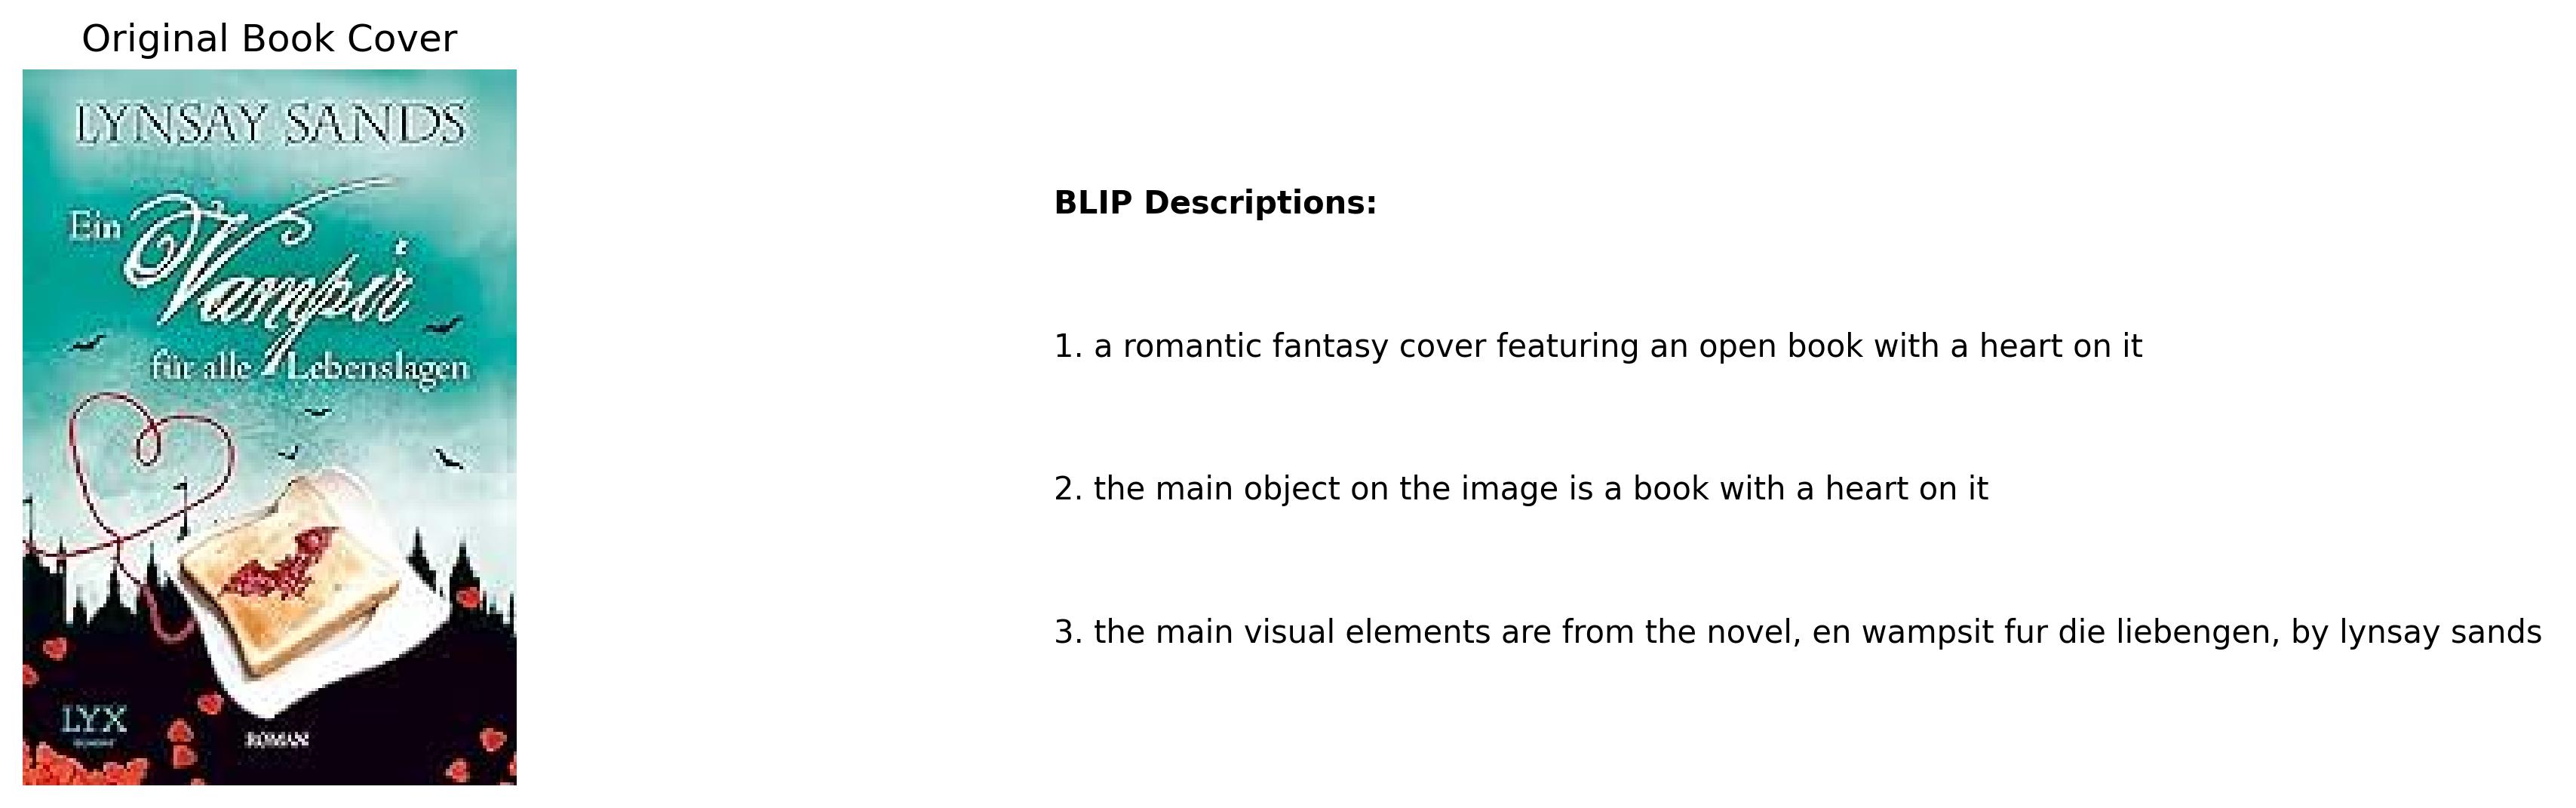 Original Book Cover
LYNSAY SANDS
Ein Vampir
für alle Lebenslagen
LYX
ROMAN
BLIP Descriptions:
1. a romantic fantasy cover featuring an open book with a heart on it
2. the main object on the image is a book with a heart on it
3. the main visual elements are from the novel, en wampsit fur die liebengen, by lynsay sands